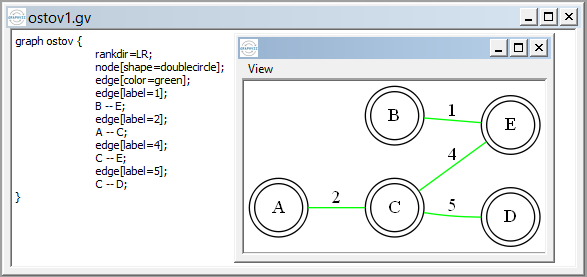 ostov1.gv
graph ostov {
rankdir=LR;
node[shape=doublecircle];
edge[color=green];
edge[label=1];
B -- E;
edge[label=2];
A -- C;
edge[label=4];
C -- E;
edge[label=5];
C -- D;
}
View
B
1
E
4
A
2
C
5
D